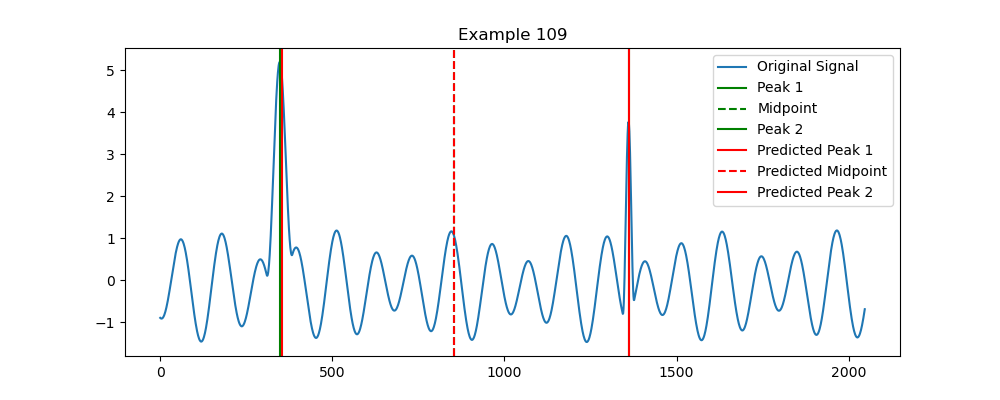 Example 109
5
4
3
2
1
0
−1
0
500
1000
1500
2000
Original Signal
Peak 1
Midpoint
Peak 2
Predicted Peak 1
Predicted Midpoint
Predicted Peak 2